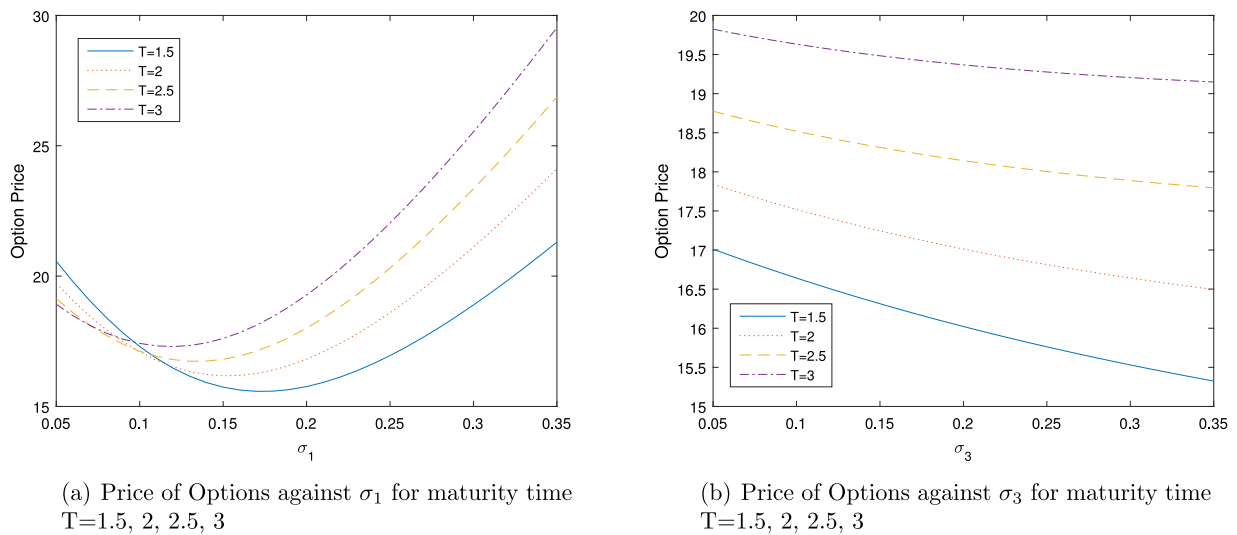 30
25
20
15
Option Price
T=1.5
T=2
T=2.5
T=3
0.05 0.1 0.15 0.2 0.25 0.3 0.35
σ1
(a) Price of Options against σ1 for maturity time
T=1.5, 2, 2.5, 3
20
19.5
19
18.5
18
17.5
17
16.5
16
15.5
15
Option Price
T=1.5
T=2
T=2.5
T=3
0.05 0.1 0.15 0.2 0.25 0.3 0.35
σ3
(b) Price of Options against σ3 for maturity time
T=1.5, 2, 2.5, 3